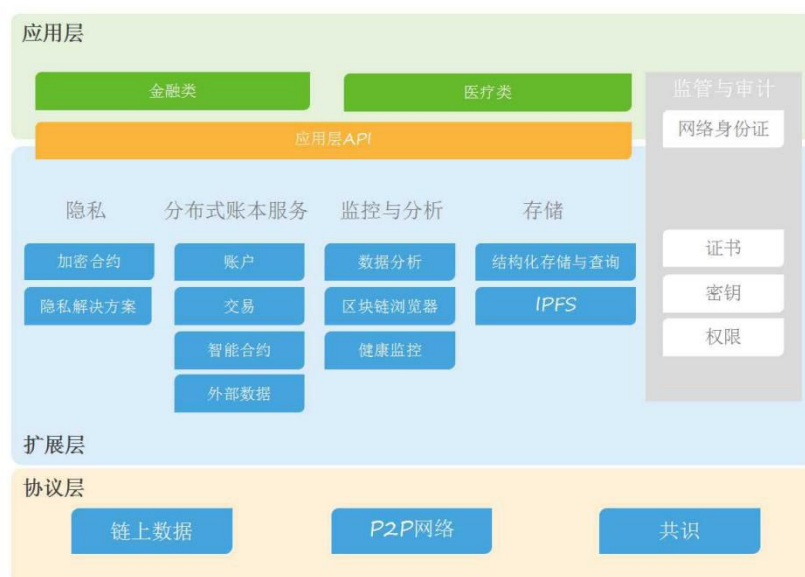 应用层
金融类
医疗类
监管与审计
应用层API
网络身份证
隐私
分布式账本服务
监控与分析
存储
加密合约
账户
数据分析
结构化存储与查询
证书
隐私解决方案
交易
区块链浏览器
IPFS
密钥
智能合约
健康监控
权限
外部数据
扩展层
协议层
链上数据
P2P网络
共识